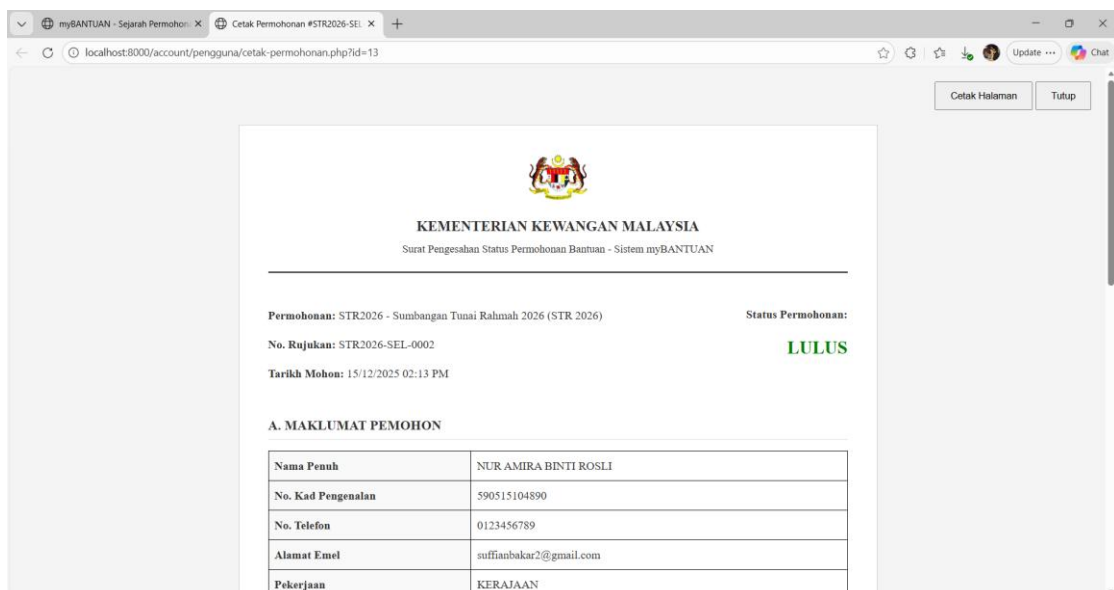 myBANTUAN - Sejarah Permohon
Cetak Permohonan #STR2026-SEL
localhost:8000/account/pengguna/cetak-permohonan.php?id=13
Update
Chat
Cetak Halaman
Tutup
KEMENTERIAN KEWANGAN MALAYSIA
Surat Pengesahan Status Permohonan Bantuan - Sistem myBANTUAN
Permohonan: STR2026 - Sumbangan Tunai Rahmah 2026 (STR 2026)
Status Permohonan:
No. Rujukan: STR2026-SEL-0002
LULUS
Tarikh Mohon: 15/12/2025 02:13 PM
A. MAKLUMAT PEMOHON
Nama Penuh NUR AMIRA BINTI ROSLI
No. Kad Pengenalan 590515104890
No. Telefon 0123456789
Alamat Emel suffianbakar2@gmail.com
Pekerjaan KERAJAAN